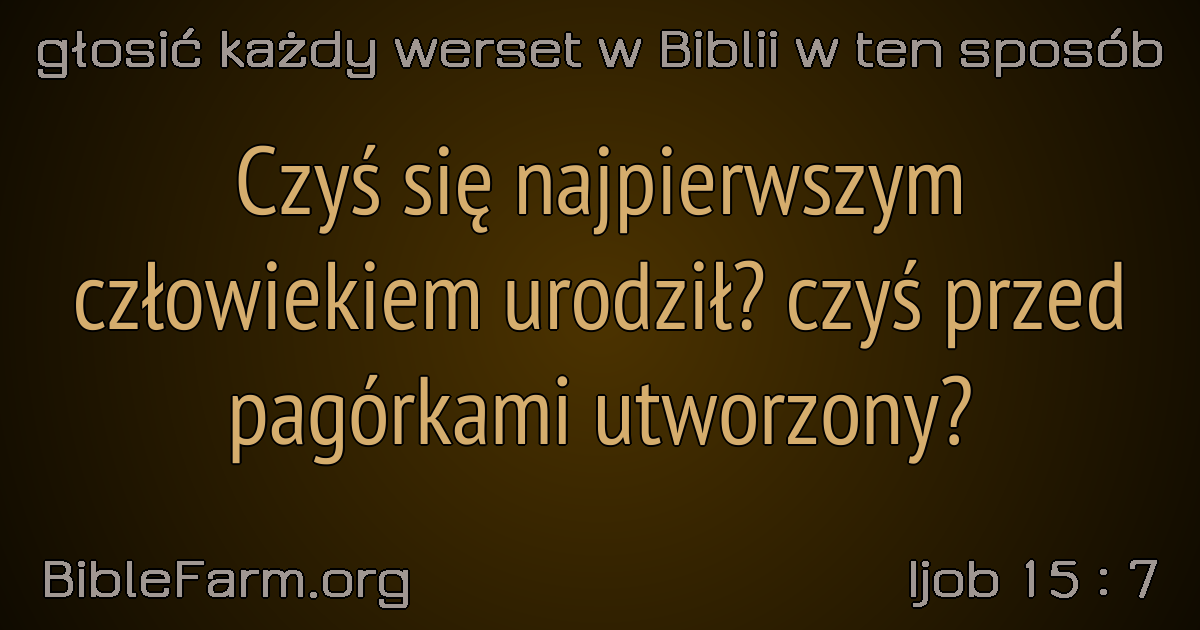 głosić każdy werset w Biblii w ten sposób
Czyś się najpierwszym
człowiekiem urodził? czyś przed
pagórkami utworzony?
BibleFarm.org
Ijob 15 : 7